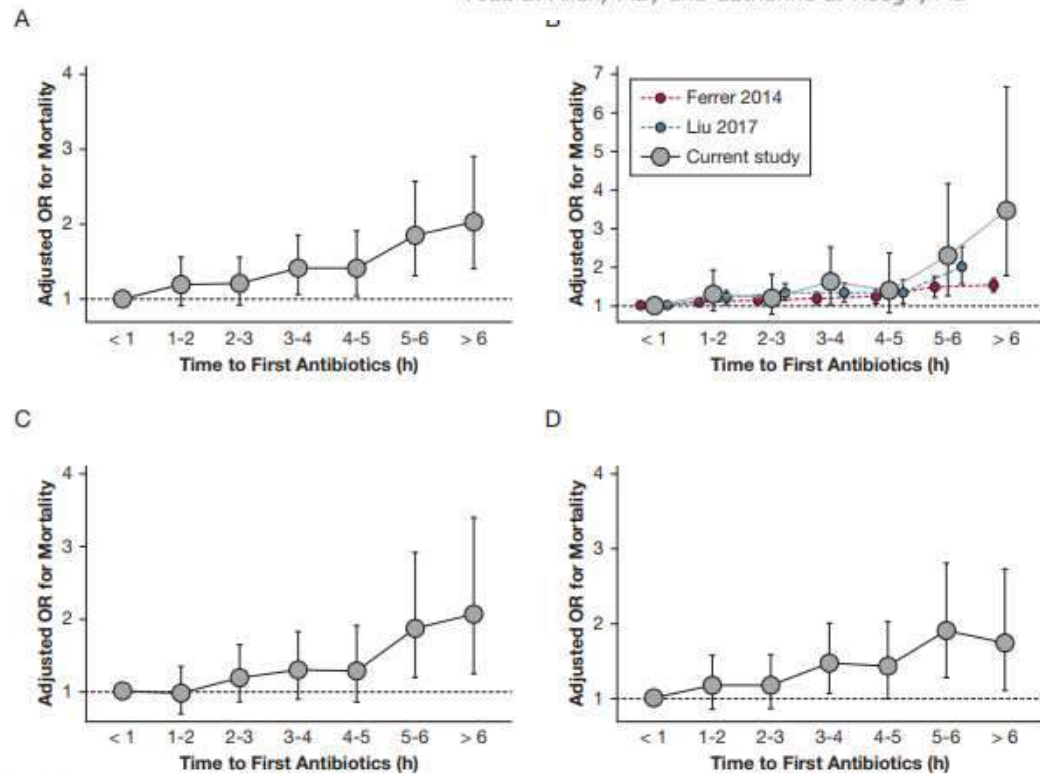 A
B
4
3
2
1
Adjusted OR for Mortality
< 1 1-2 2-3 3-4 4-5 5-6 > 6
Time to First Antibiotics (h)
7
6
5
4
3
2
1
Adjusted OR for Mortality
Ferrer 2014
Liu 2017
Current study
< 1 1-2 2-3 3-4 4-5 5-6 > 6
Time to First Antibiotics (h)
C
D
4
3
2
1
Adjusted OR for Mortality
< 1 1-2 2-3 3-4 4-5 5-6 > 6
Time to First Antibiotics (h)
4
3
2
1
Adjusted OR for Mortality
< 1 1-2 2-3 3-4 4-5 5-6 > 6
Time to First Antibiotics (h)